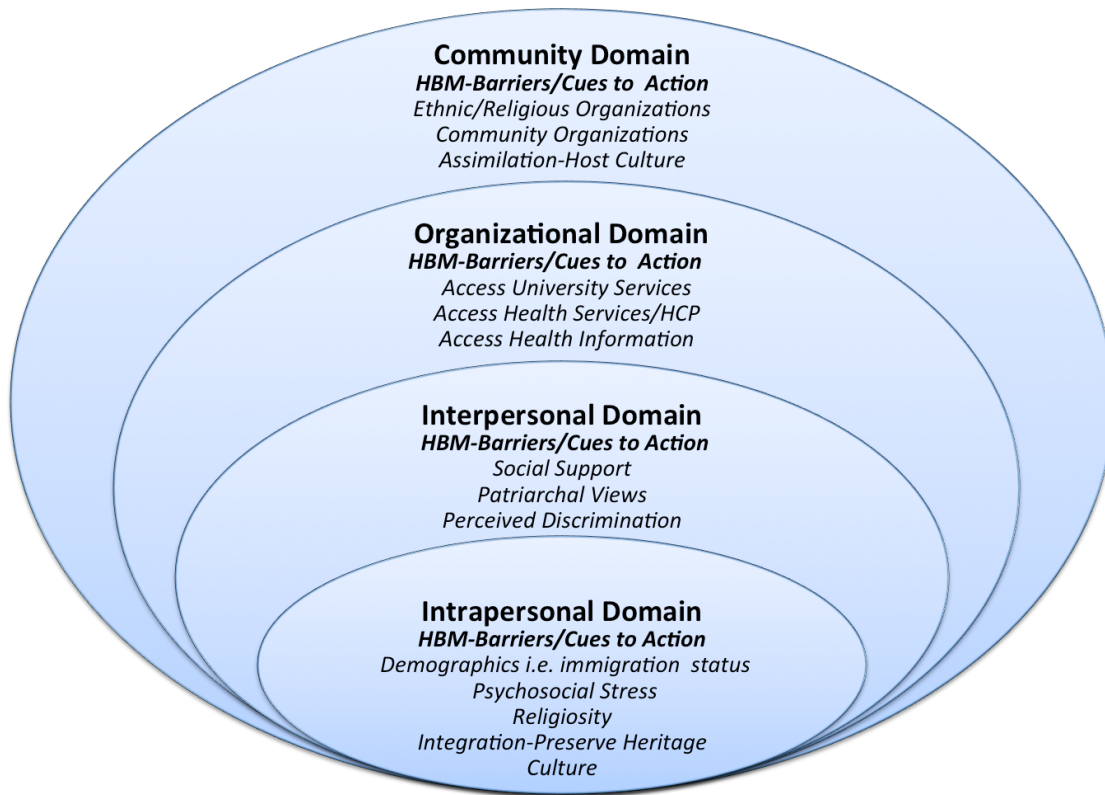 Community Domain
HBM-Barriers/Cues to Action
Ethnic/Religious Organizations
Community Organizations
Assimilation-Host Culture
Organizational Domain
HBM-Barriers/Cues to Action
Access University Services
Access Health Services/HCP
Access Health Information
Interpersonal Domain
HBM-Barriers/Cues to Action
Social Support
Patriarchal Views
Perceived Discrimination
Intrapersonal Domain
HBM-Barriers/Cues to Action
Demographics i.e. immigration status
Psychosocial Stress
Religiosity
Integration-Preserve Heritage
Culture